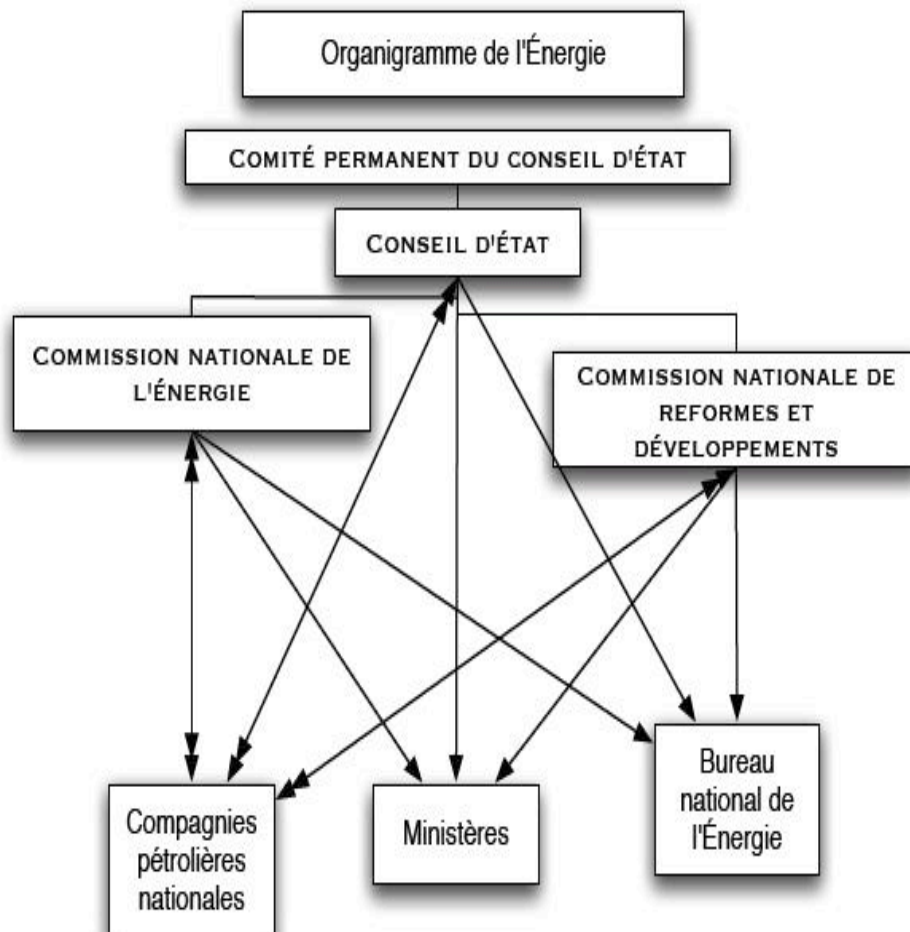 Organigramme de l'Énergie
COMITÉ PERMANENT DU CONSEIL D'ÉTAT
CONSEIL D'ÉTAT
COMMISSION NATIONALE DE
L'ÉNERGIE
COMMISSION NATIONALE DE
REFORMES ET
DÉVELOPPEMENTS
Compagnies
pétrolières
nationales
Ministères
Bureau
national de
l'Énergie